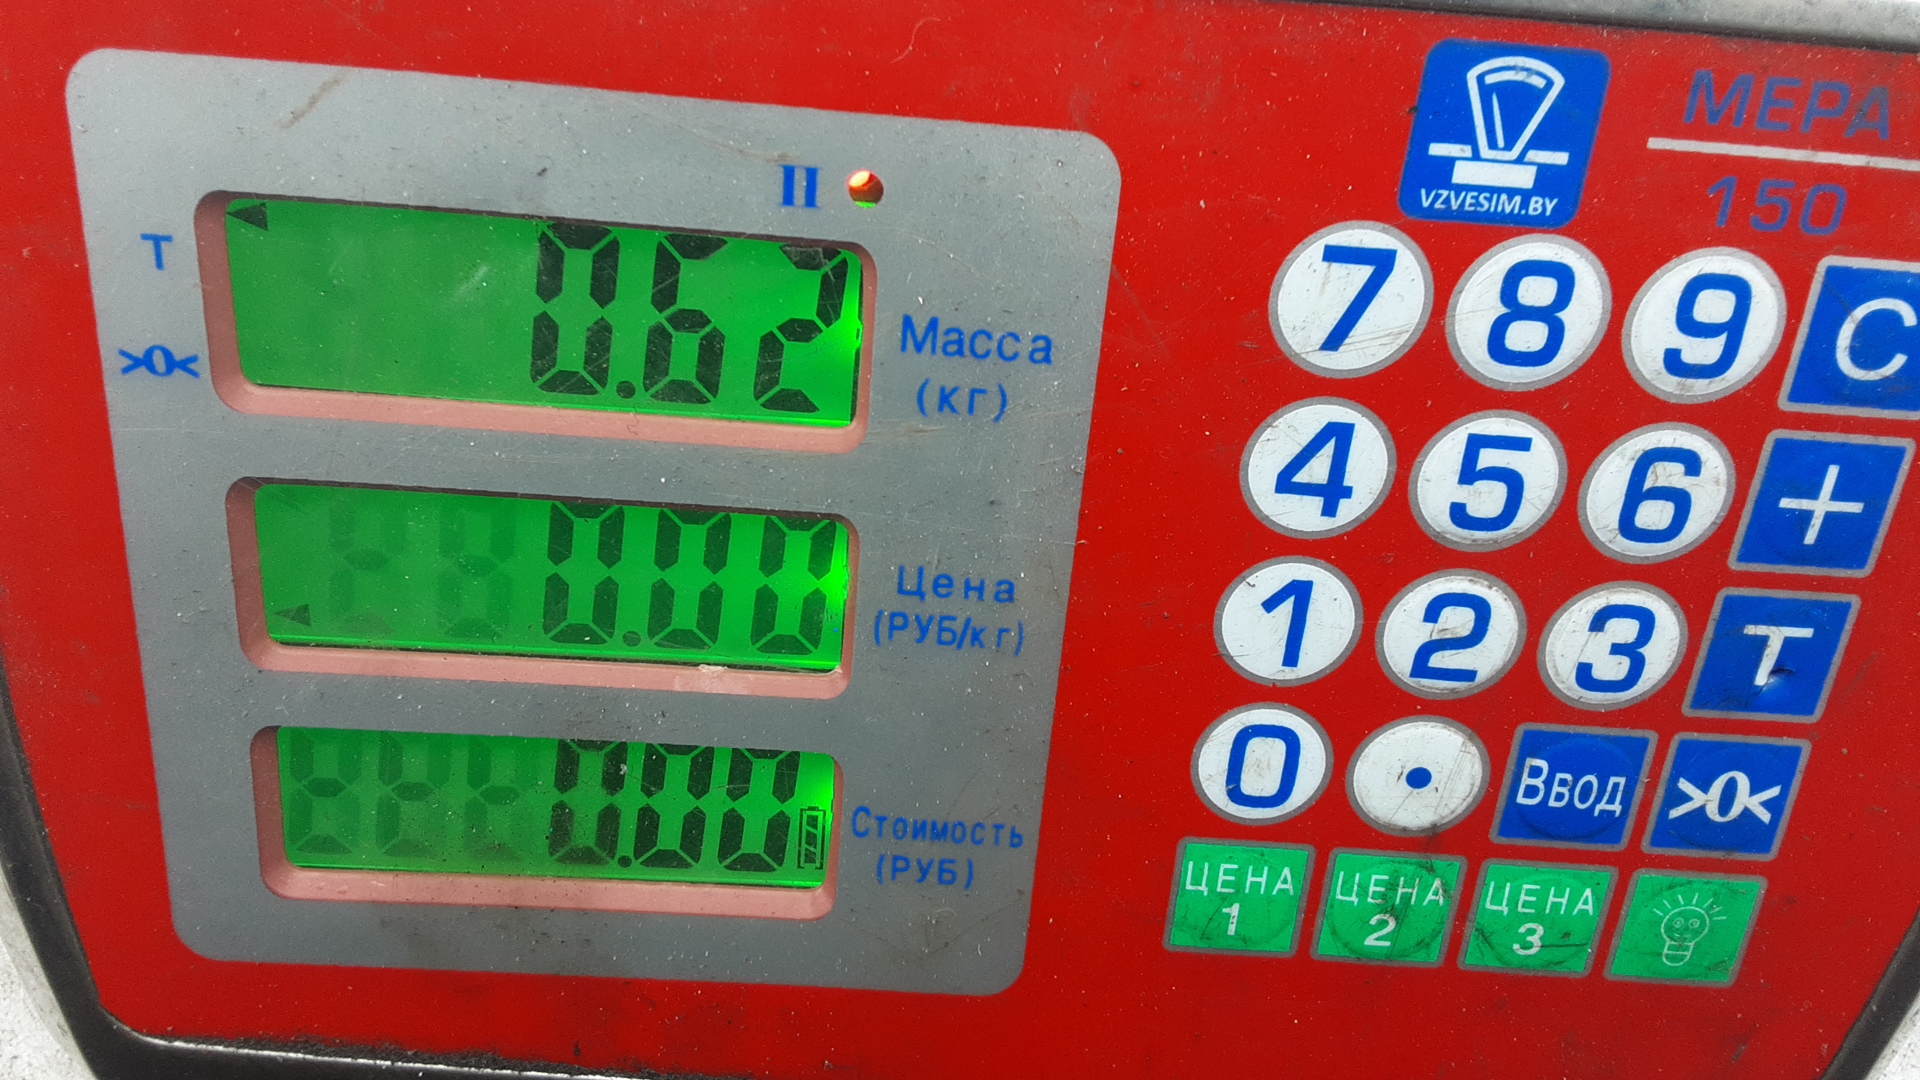 II
T
0.62
>0<
Масса
(кг)
0.00
Цена
(РУБ/кг)
0.00
Стоимость
(РУБ)
VZVESIM.BY
МЕРА
150
7 8 9 C
4 5 6 +
1 2 3 T
0 . Ввод >0<
ЦЕНА 1
ЦЕНА 2
ЦЕНА 3